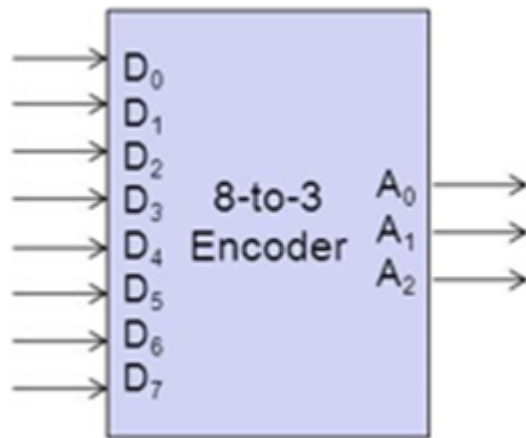 D₀
D₁
D₂
D₃
D₄
D₅
D₆
D₇
8-to-3
Encoder
A₀
A₁
A₂